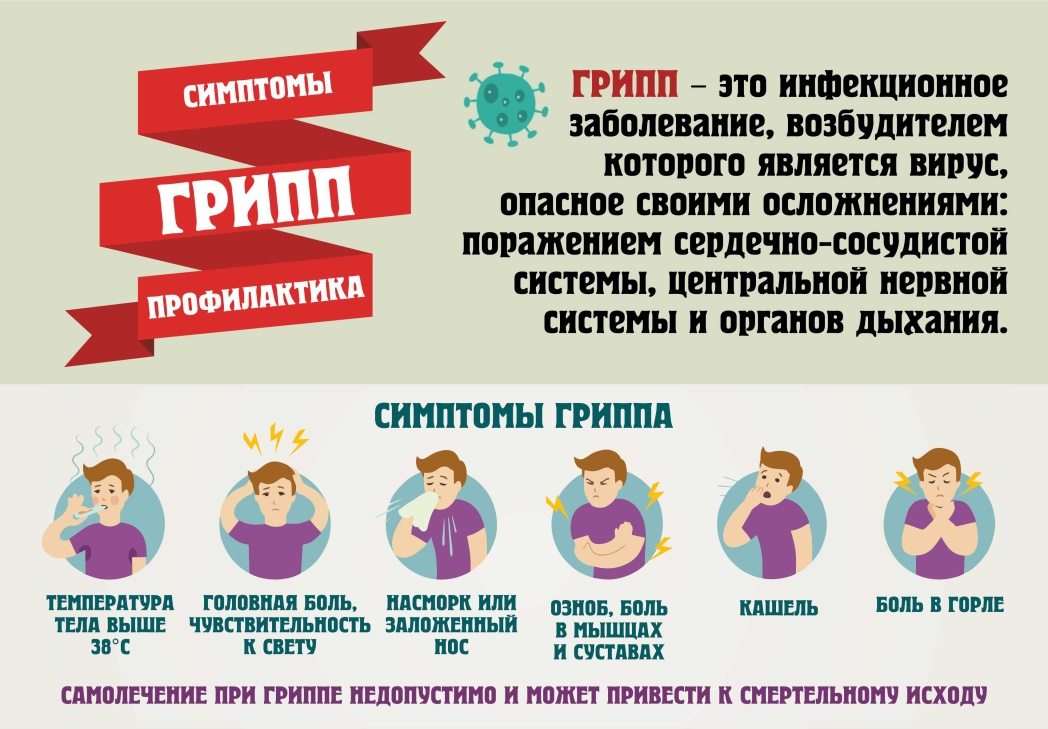 СИМПТОМЫ
ГРИПП
ПРОФИЛАКТИКА
ГРИПП – это инфекционное
заболевание, возбудителем
которого является вирус,
опасное своими осложнениями:
поражением сердечно-сосудистой
системы, центральной нервной
системы и органов дыхания.
СИМПТОМЫ ГРИППА
ТЕМПЕРАТУРА
ТЕЛА ВЫШЕ
38°С
ГОЛОВНАЯ БОЛЬ,
ЧУВСТВИТЕЛЬНОСТЬ
К СВЕТУ
НАСМОРК ИЛИ
ЗАЛОЖЕННЫЙ
НОС
ОЗНОБ, БОЛЬ
В МЫШЦАХ
И СУСТАВАХ
КАШЕЛЬ
БОЛЬ В ГОРЛЕ
САМОЛЕЧЕНИЕ ПРИ ГРИППЕ НЕДОПУСТИМО И МОЖЕТ ПРИВЕСТИ К СМЕРТЕЛЬНОМУ ИСХОДУ